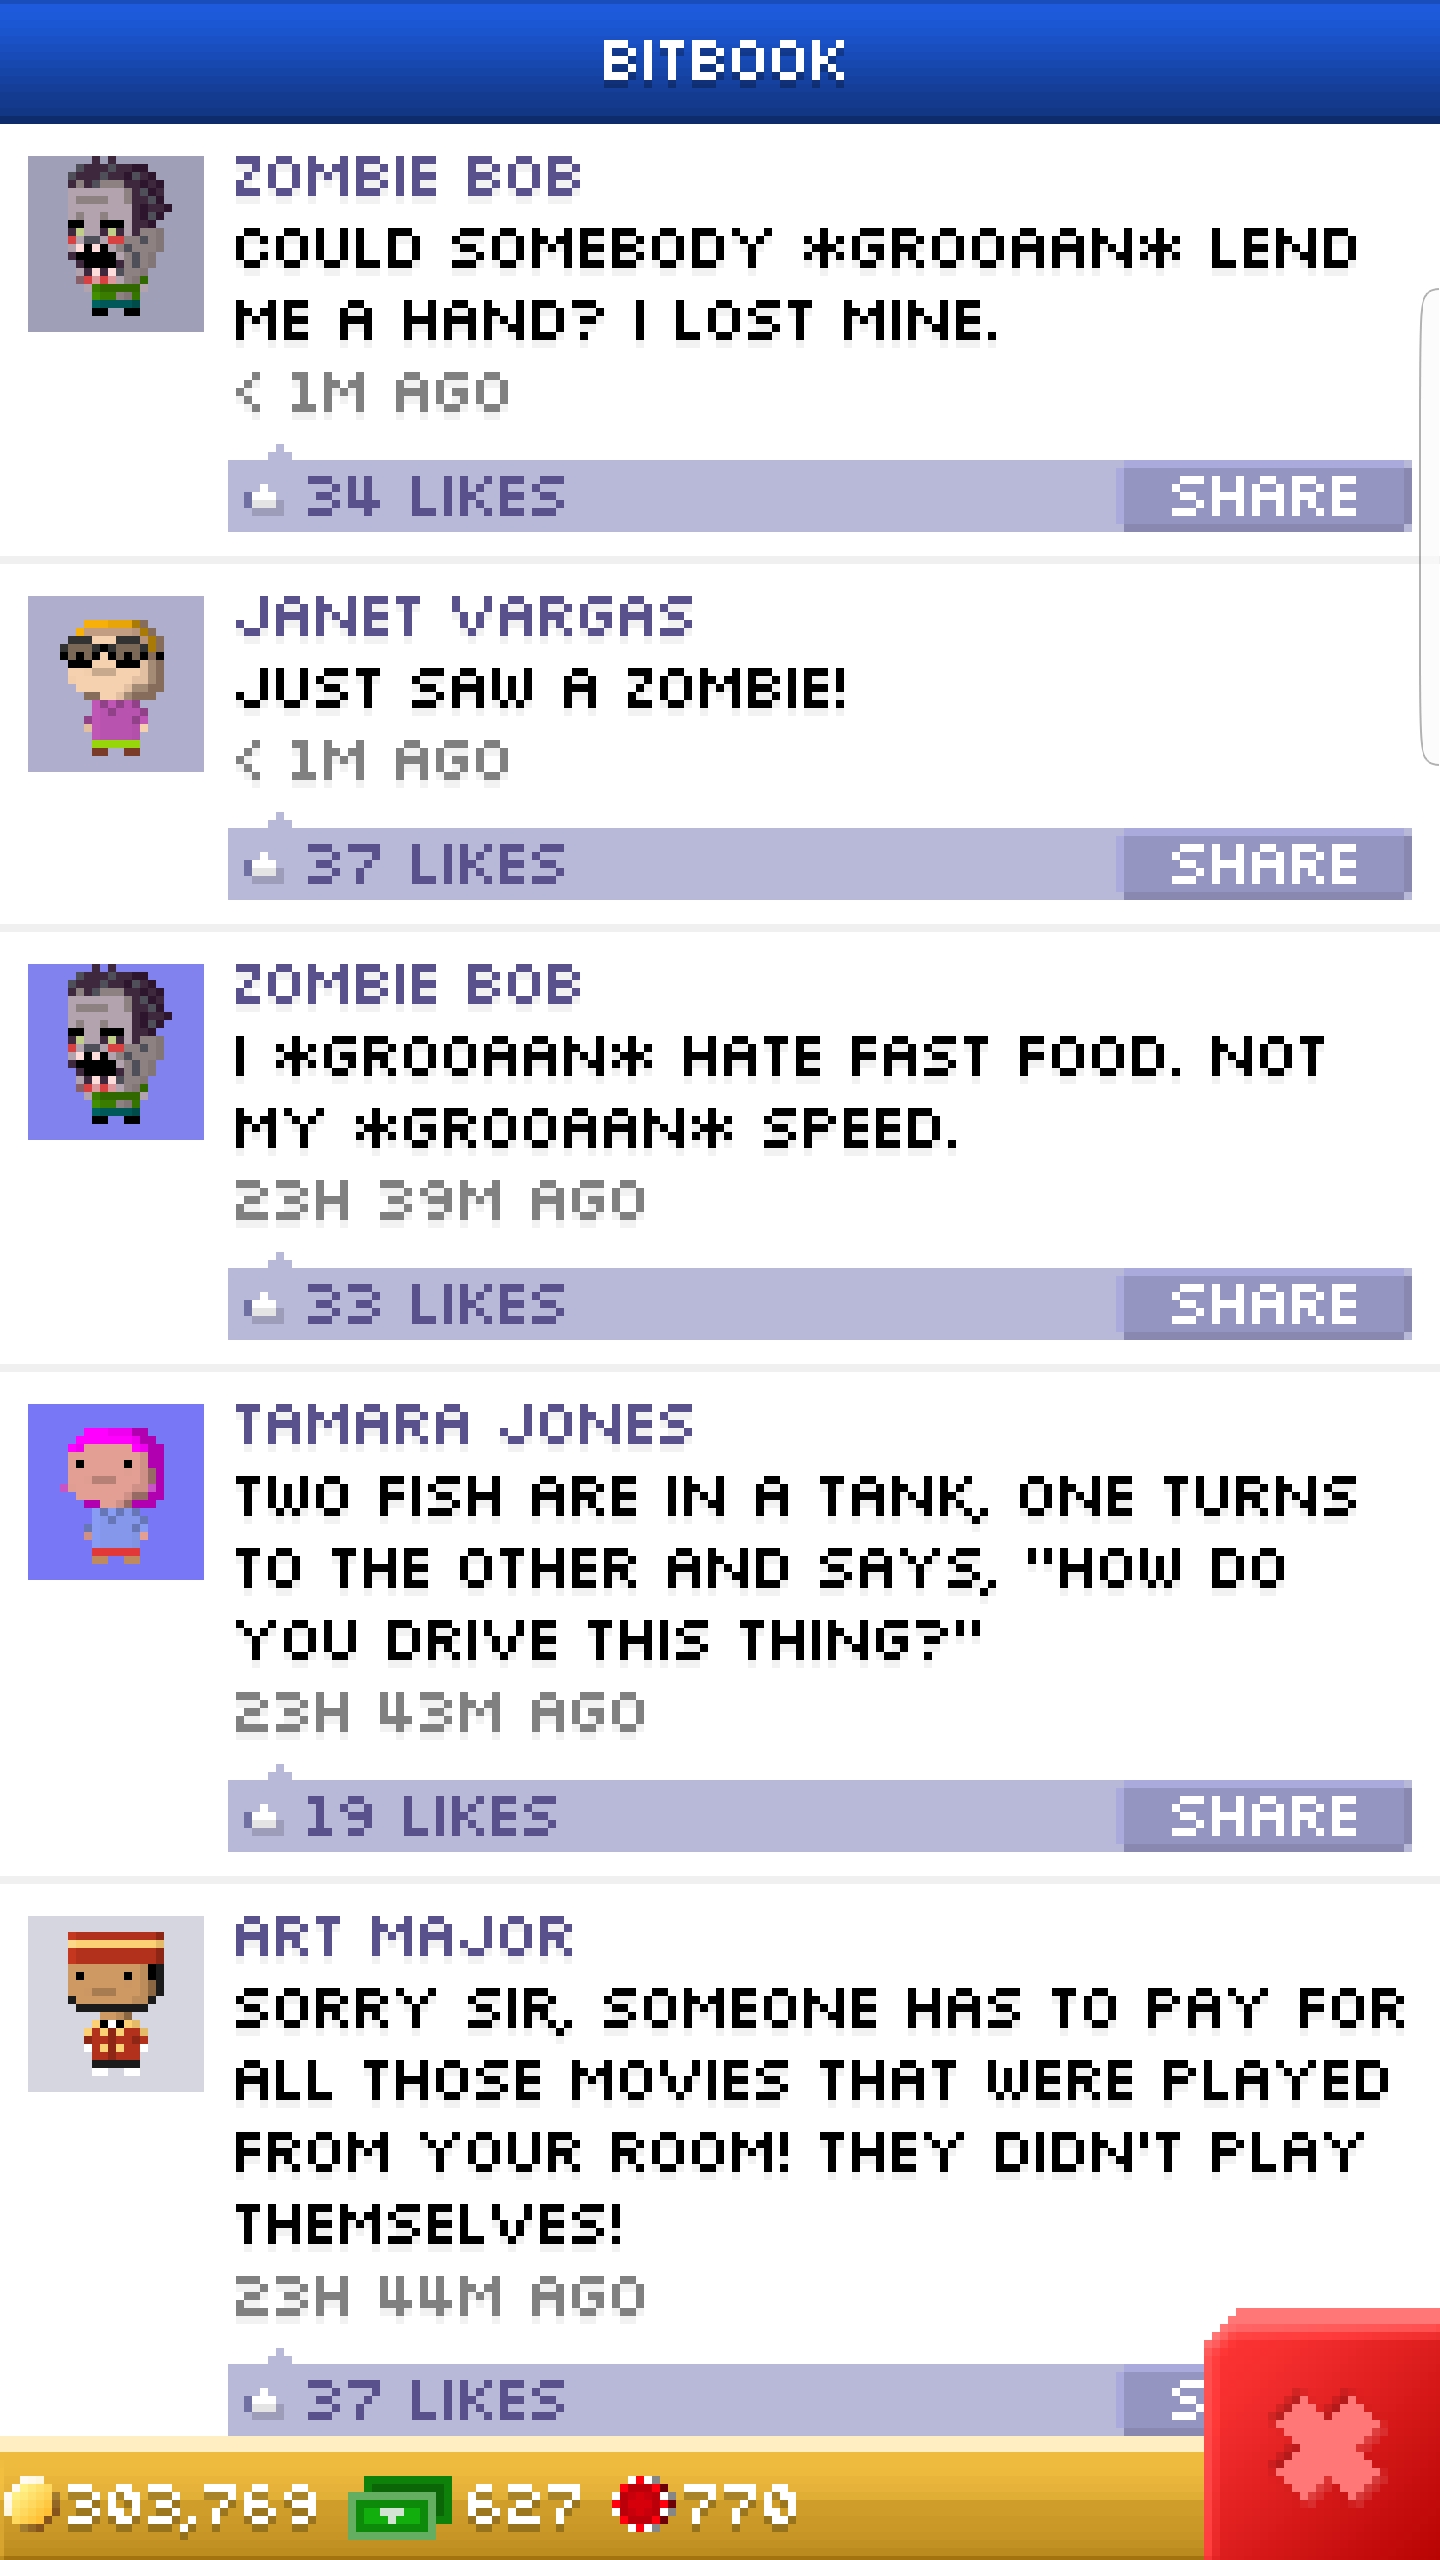 BITBOOK
ZOMBIE BOB
COULD SOMEBODY *GROOAAN* LEND
ME A HAND? I LOST MINE.
< 1M AGO
34 LIKES SHARE
JANET VARGAS
JUST SAW A ZOMBIE!
< 1M AGO
37 LIKES SHARE
ZOMBIE BOB
I *GROOAAN* HATE FAST FOOD. NOT
MY *GROOAAN* SPEED.
23H 39M AGO
33 LIKES SHARE
TAMARA JONES
TWO FISH ARE IN A TANK, ONE TURNS
TO THE OTHER AND SAYS, "HOW DO
YOU DRIVE THIS THING?"
23H 43M AGO
19 LIKES SHARE
ART MAJOR
SORRY SIR, SOMEONE HAS TO PAY FOR
ALL THOSE MOVIES THAT WERE PLAYED
FROM YOUR ROOM! THEY DIDN'T PLAY
THEMSELVES!
23H 44M AGO
37 LIKES
303,769 627 770